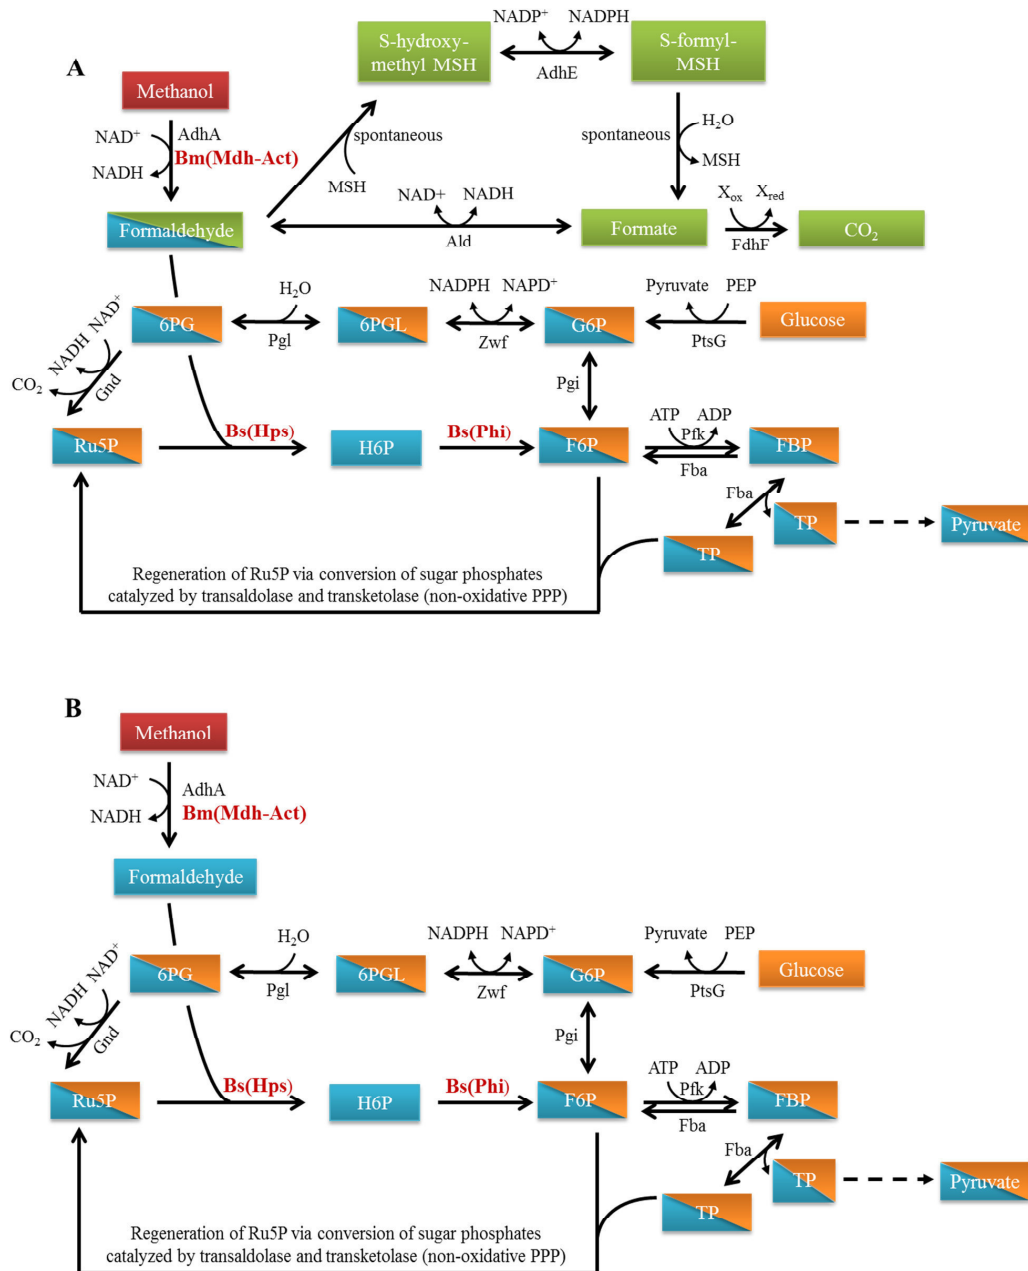 A
S-hydroxy-
methyl MSH
NADP⁺
NADPH
AdhE
S-formyl-
MSH
Methanol
NAD⁺
NADH
AdhA
Bm(Mdh-Act)
spontaneous
MSH
spontaneous
H₂O
MSH
Formaldehyde
NAD+
NADH
Ald
Formate
Xox
Xred
FdhF
CO₂
6PG
H₂O
Pgl
6PGL
NADPH
NAPD⁺
Zwf
G6P
Pyruvate
PEP
PtsG
Glucose
NAD⁺
NADH
CO₂
Gnd
Pgi
Ru5P
Bs(Hps)
H6P
Bs(Phi)
F6P
ATP
ADP
Pfk
Fba
FBP
Fba
TP
TP
Pyruvate
Regeneration of Ru5P via conversion of sugar phosphates
catalyzed by transaldolase and transketolase (non-oxidative PPP)
B
Methanol
NAD⁺
NADH
AdhA
Bm(Mdh-Act)
Formaldehyde
6PG
H₂O
Pgl
6PGL
NADPH
NAPD⁺
Zwf
G6P
Pyruvate
PEP
PtsG
Glucose
NAD⁺
NADH
CO₂
Gnd
Pgi
Ru5P
Bs(Hps)
H6P
Bs(Phi)
F6P
ATP
ADP
Pfk
Fba
FBP
Fba
TP
TP
Pyruvate
Regeneration of Ru5P via conversion of sugar phosphates
catalyzed by transaldolase and transketolase (non-oxidative PPP)